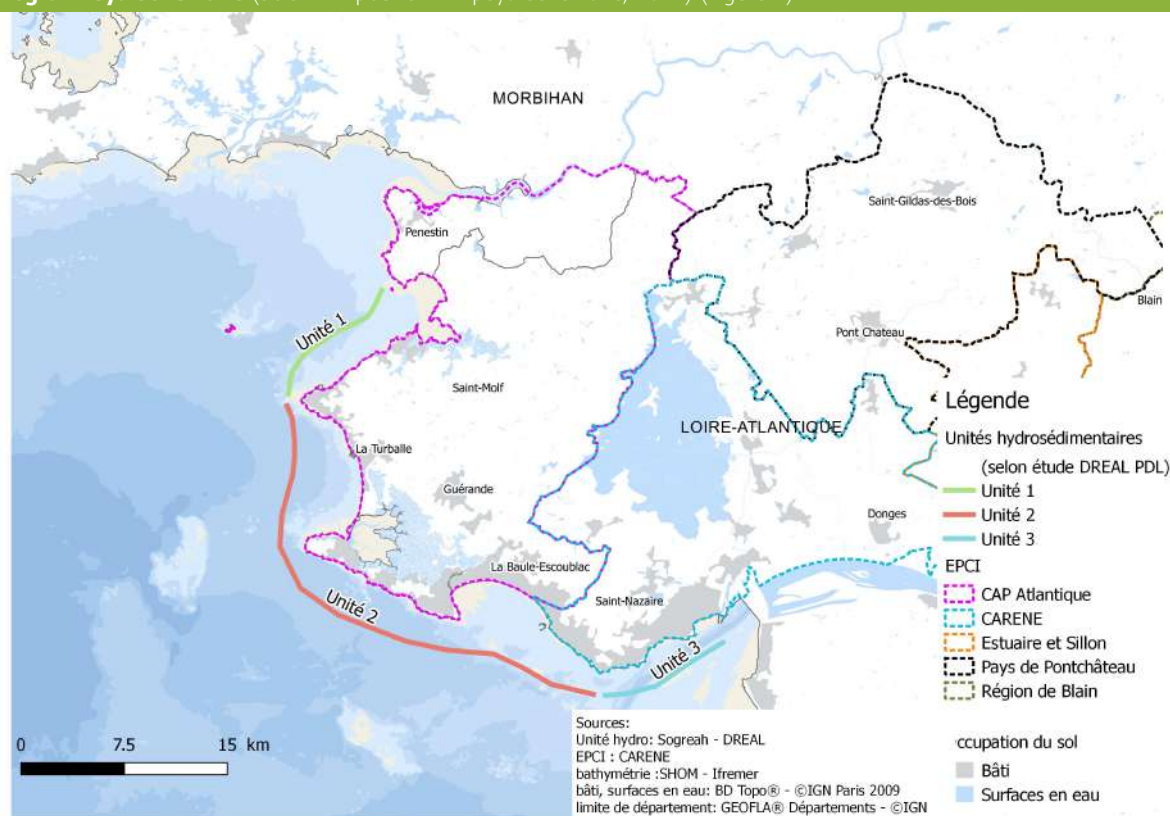 MORBIHAN
Saint-Gildas-des-Bois
Penestin
Blain
Unité 1
Pont Chateau
Saint-Molf
LOIRE-ATLANTIQUE
La Turballe
Guérande
Donges
La Baule-Escoublac
Saint-Nazaire
Unité 2
Unité 3
0 7.5 15 km
Légende
Unités hydrosédimentaires
(selon étude DREAL PDL)
Unité 1
Unité 2
Unité 3
EPCI
CAP Atlantique
CARENE
Estuaire et Sillon
Pays de Pontchâteau
Région de Blain
ccupation du sol
Bâti
Surfaces en eau
Sources:
Unité hydro: Sogreah - DREAL
EPCI : CARENE
bathymétrie :SHOM - Ifremer
bâti, surfaces en eau: BD Topo® - ©IGN Paris 2009
limite de département: GEOFLA® Départements - ©IGN